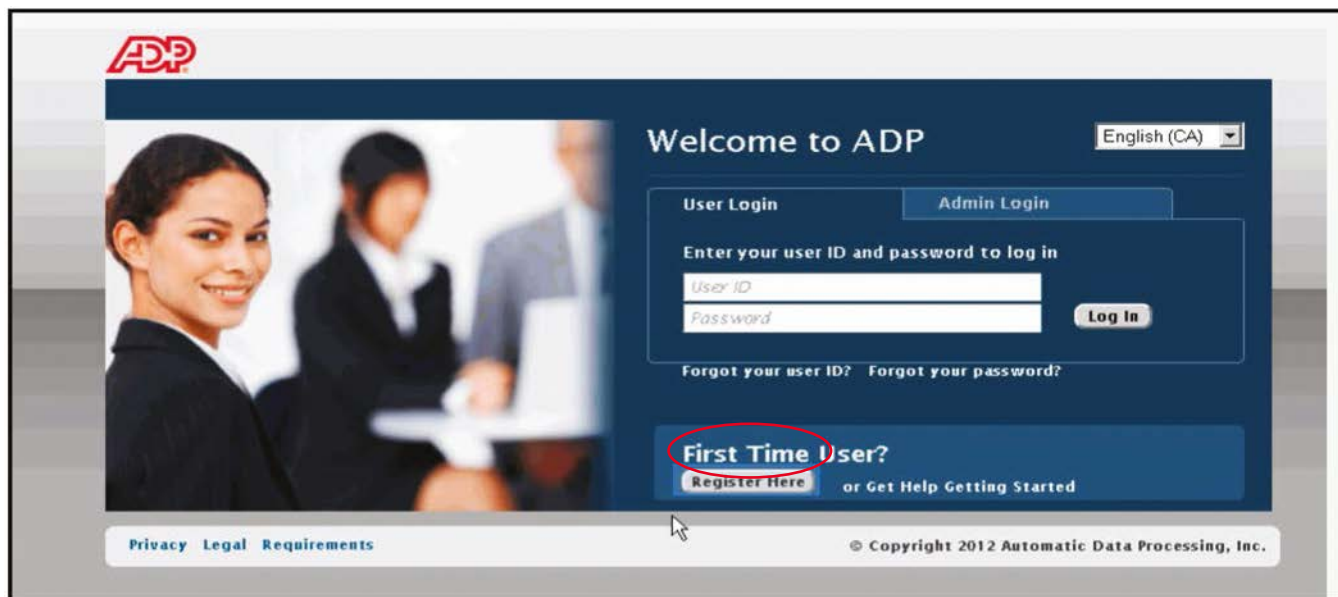 ADP
Welcome to ADP
English (CA)
User Login
Admin Login
Enter your user ID and password to log in
User ID
Password
Log In
Forgot your user ID? Forgot your password?
First Time User?
Register Here or Get Help Getting Started
Privacy Legal Requirements
© Copyright 2012 Automatic Data Processing, Inc.